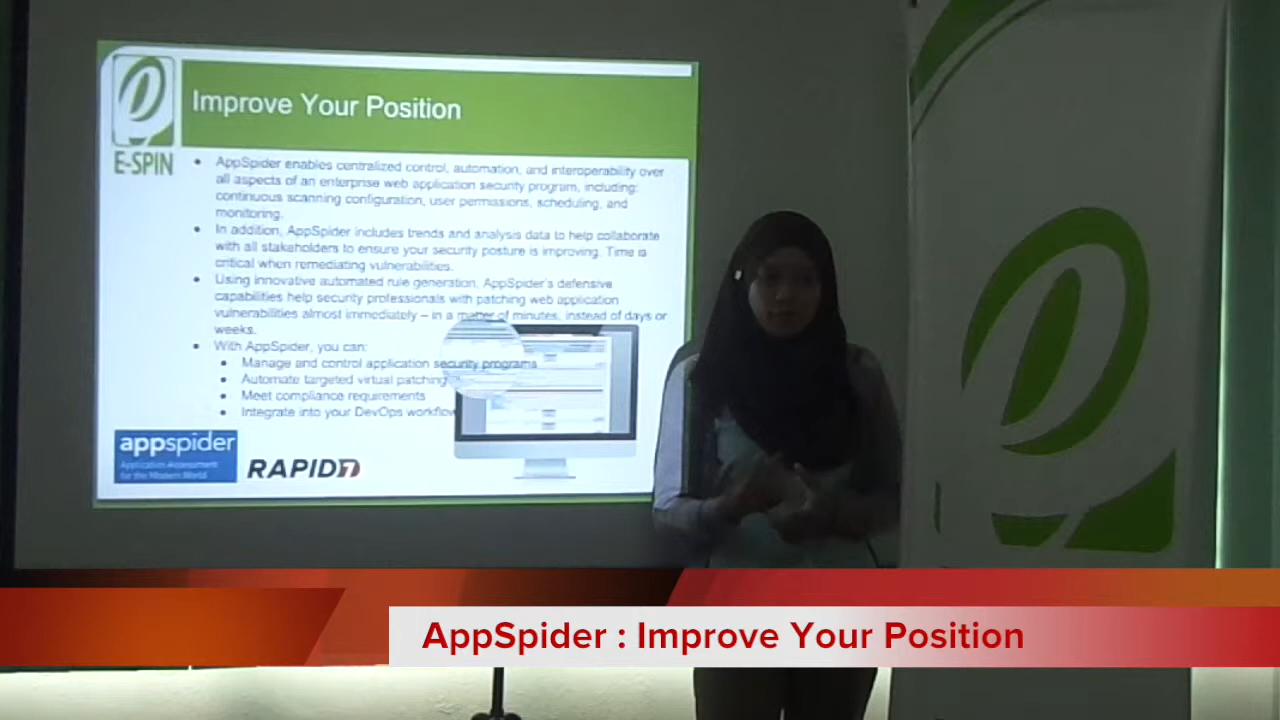 Improve Your Position
E-SPIN
• AppSpider enables centralized control, automation, and interoperability over
all aspects of an enterprise web application security program, including:
continuous scanning configuration, user permissions, scheduling, and
monitoring.
• In addition, AppSpider includes trends and analysis data to help collaborate
with all stakeholders to ensure your security posture is improving. Time is
critical when remediating vulnerabilities.
• Using innovative automated rule generation, AppSpider's defensive
capabilities help security professionals with patching web application
vulnerabilities almost immediately – in a matter of minutes, instead of days or
weeks.
• With AppSpider, you can:
• Manage and control application security programs
• Automate targeted virtual patching
• Meet compliance requirements
• Integrate into your DevOps workflow
appspider
Application Assessment
for the Modern World
RAPID7
AppSpider : Improve Your Position